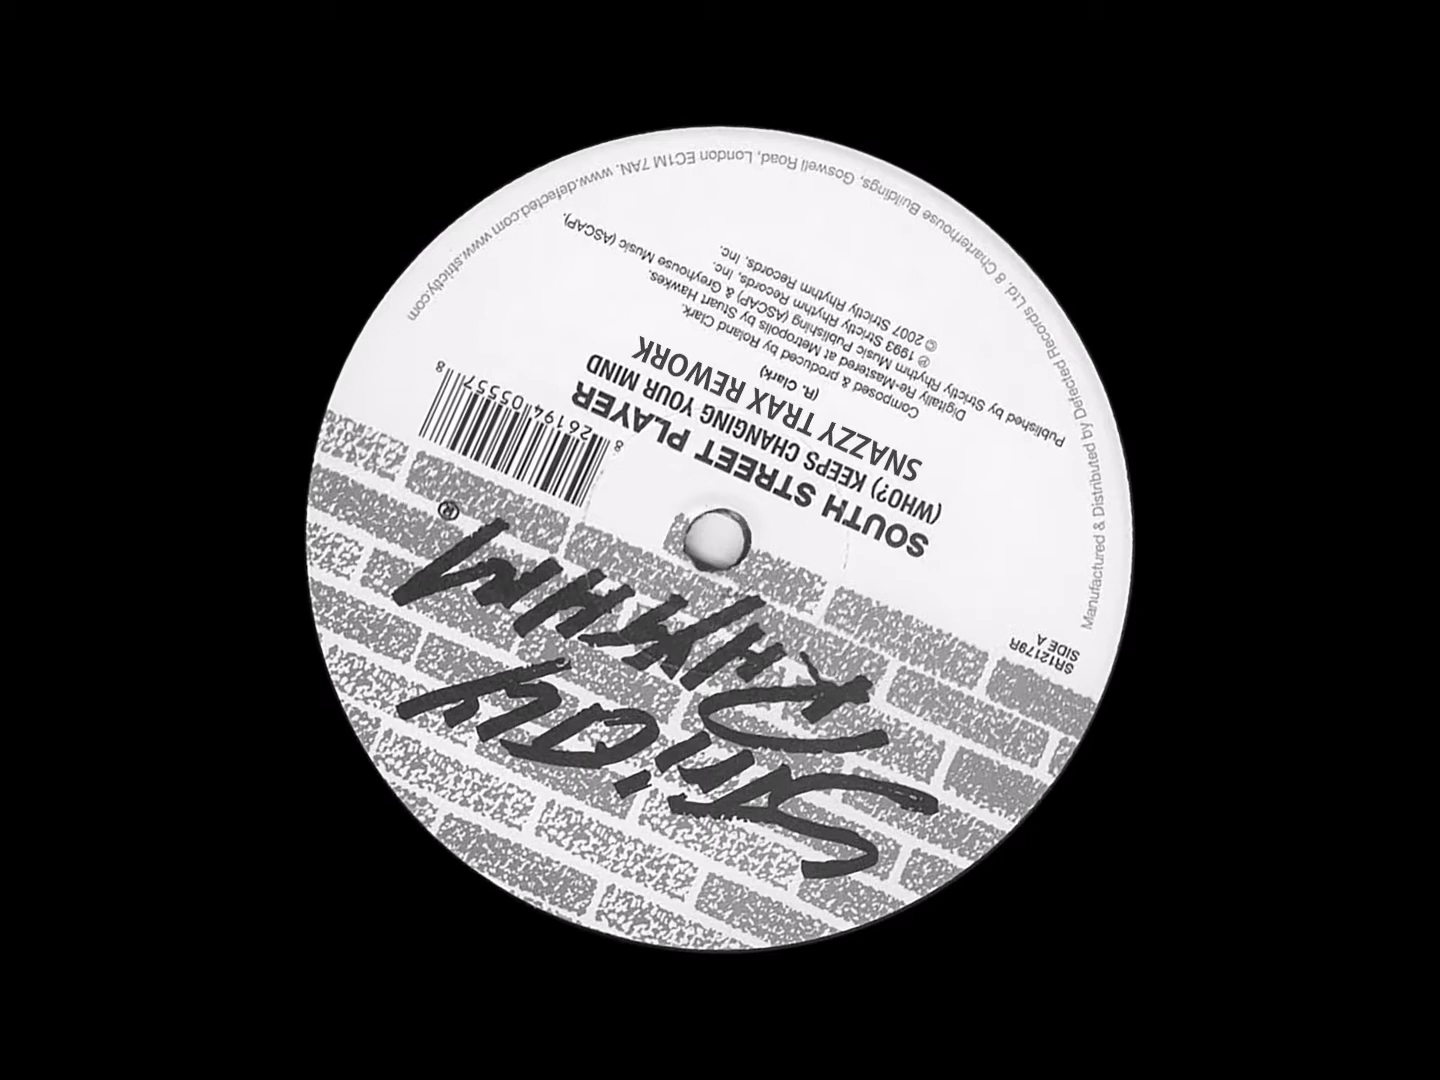 STRICTLY
RHYTHM®
SR12179R
SIDE A
8 26194 05557 8
SOUTH STREET PLAYER
(WHO?) KEEPS CHANGING YOUR MIND
SNAZZY TRAX REWORK
(R. Clark)
Composed & produced by Roland Clark.
Digitally Re-Mastered at Metropolis by Stuart Hawkes.
Published by Strictly Rhythm Music Publishing (ASCAP) & Greyhouse Music (ASCAP).
℗ 1993 Strictly Rhythm Records, Inc.
© 2007 Strictly Rhythm Records, Inc.
Manufactured & Distributed by Defected Records Ltd. 8 Charterhouse Buildings, Goswell Road, London EC1M 7AN. www.defected.com www.strictly.com